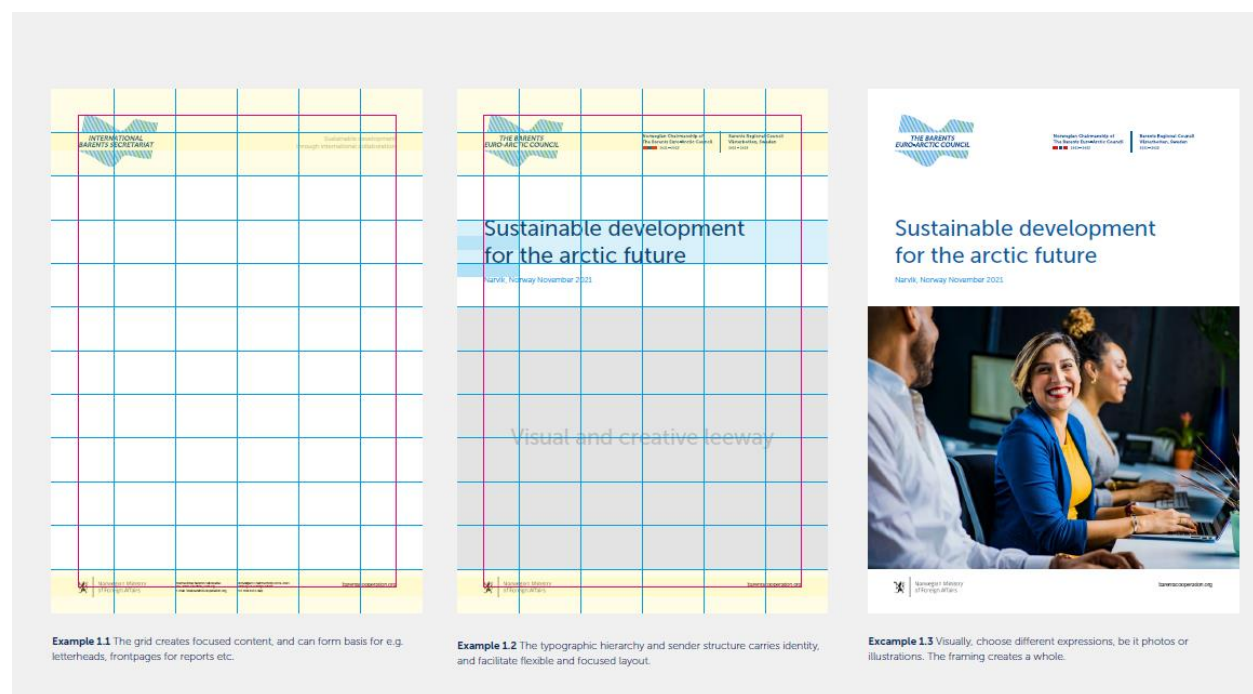 INTERNATIONAL
BARENTS SECRETARIAT
Sustainable development
through international collaboration
Norwegian Ministry
of Foreign Affairs
barentscooperation.org
Example 1.1 The grid creates focused content, and can form basis for e.g.
letterheads, frontpages for reports etc.
THE BARENTS
EURO-ARCTIC COUNCIL
Norwegian Chairmanship of
The Barents Euro-Arctic Council
Barents Regional Council
Västerbotten, Sweden
Sustainable development
for the arctic future
Narvik, Norway November 2021
Visual and creative leeway
Norwegian Ministry
of Foreign Affairs
barentscooperation.org
Example 1.2 The typographic hierarchy and sender structure carries identity,
and facilitate flexible and focused layout.
THE BARENTS
EURO-ARCTIC COUNCIL
Norwegian Chairmanship of
The Barents Euro-Arctic Council
Barents Regional Council
Västerbotten, Sweden
Sustainable development
for the arctic future
Narvik, Norway November 2021
Norwegian Ministry
of Foreign Affairs
barentscooperation.org
Excample 1.3 Visually, choose different expressions, be it photos or
illustrations. The framing creates a whole.